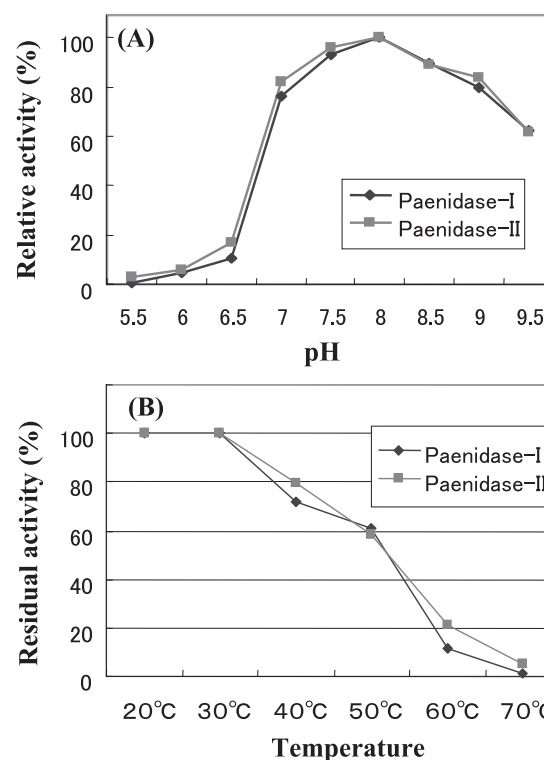 (A)
Relative activity (%)
100
80
60
40
20
0
Paenidase-I
Paenidase-II
5.5 6 6.5 7 7.5 8 8.5 9 9.5
pH
(B)
Residual activity (%)
100
80
60
40
20
0
Paenidase-I
Paenidase-II
20℃ 30℃ 40℃ 50℃ 60℃ 70℃
Temperature